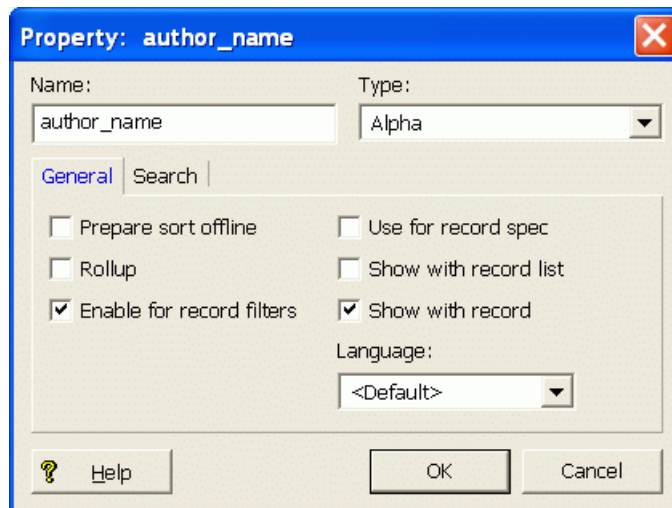 Property: author_name
Name: Type:
author_name Alpha
General Search
Prepare sort offline Use for record spec
Rollup Show with record list
Enable for record filters Show with record
Language:
<Default>
? Help OK Cancel